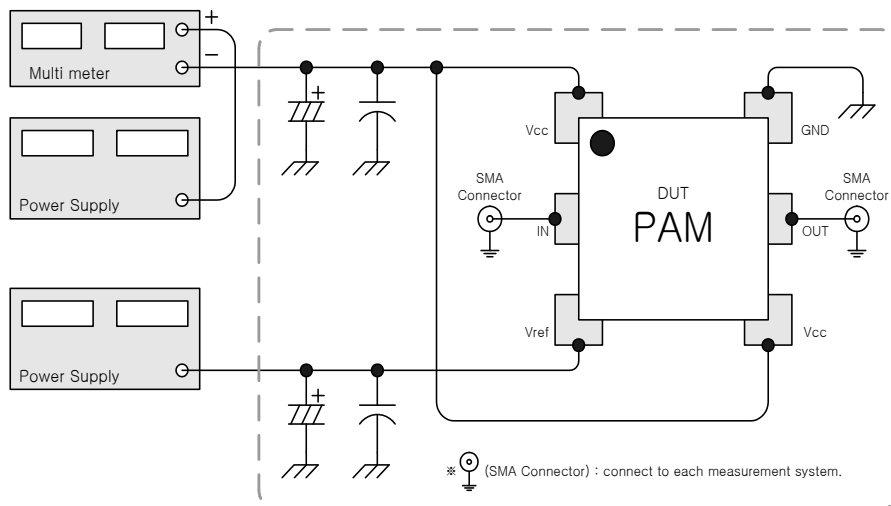 +
−
Multi meter
+
Vcc
GND
Power Supply
SMA
Connector
IN
DUT
PAM
SMA
Connector
OUT
Power Supply
Vref
Vcc
+
※ (SMA Connector) : connect to each measurement system.